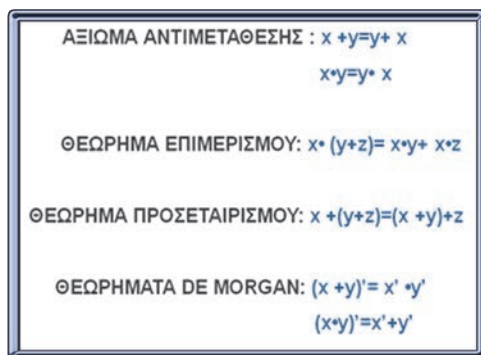 ΑΞΙΩΜΑ ΑΝΤΙΜΕΤΑΘΕΣΗΣ : x +y=y+ x
x•y=y• x
ΘΕΩΡΗΜΑ ΕΠΙΜΕΡΙΣΜΟΥ: x• (y+z)= x•y+ x•z
ΘΕΩΡΗΜΑ ΠΡΟΣΕΤΑΙΡΙΣΜΟΥ: x +(y+z)=(x +y)+z
ΘΕΩΡΗΜΑΤΑ DE MORGAN: (x +y)'= x' •y'
(x•y)'=x'+y'